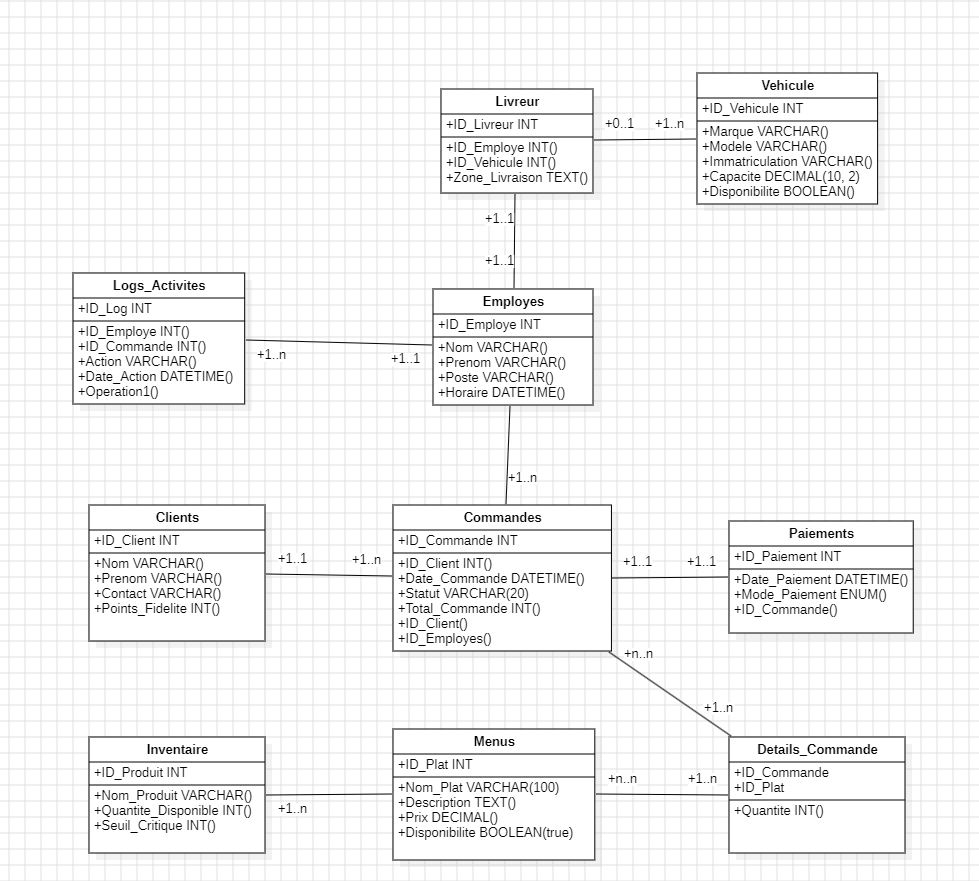 Livreur
+ID_Livreur INT
+ID_Employe INT()
+ID_Vehicule INT()
+Zone_Livraison TEXT()
+0..1
+1..n
Vehicule
+ID_Vehicule INT
+Marque VARCHAR()
+Modele VARCHAR()
+Immatriculation VARCHAR()
+Capacite DECIMAL(10, 2)
+Disponibilite BOOLEAN()
+1..1
+1..1
Logs_Activites
+ID_Log INT
+ID_Employe INT()
+ID_Commande INT()
+Action VARCHAR()
+Date_Action DATETIME()
+Operation1()
+1..n
+1..1
Employes
+ID_Employe INT
+Nom VARCHAR()
+Prenom VARCHAR()
+Poste VARCHAR()
+Horaire DATETIME()
+1..n
Clients
+ID_Client INT
+Nom VARCHAR()
+Prenom VARCHAR()
+Contact VARCHAR()
+Points_Fidelite INT()
+1..1
+1..n
Commandes
+ID_Commande INT
+ID_Client INT()
+Date_Commande DATETIME()
+Statut VARCHAR(20)
+Total_Commande INT()
+ID_Client()
+ID_Employes()
+1..1
+1..1
Paiements
+ID_Paiement INT
+Date_Paiement DATETIME()
+Mode_Paiement ENUM()
+ID_Commande()
+n..n
+1..n
Inventaire
+ID_Produit INT
+Nom_Produit VARCHAR()
+Quantite_Disponible INT()
+Seuil_Critique INT()
+1..n
Menus
+ID_Plat INT
+Nom_Plat VARCHAR(100)
+Description TEXT()
+Prix DECIMAL()
+Disponibilite BOOLEAN(true)
+n..n
+1..n
Details_Commande
+ID_Commande
+ID_Plat
+Quantite INT()